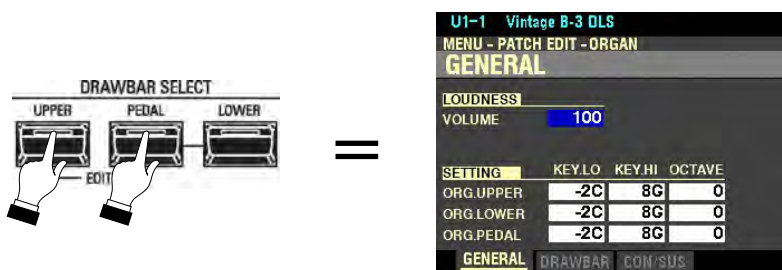 DRAWBAR SELECT
UPPER PEDAL LOWER
EDIT
=
U1-1 Vintage B-3 DLS
MENU - PATCH EDIT - ORGAN
GENERAL
LOUDNESS
VOLUME 100
SETTING KEY.LO KEY.HI OCTAVE
ORG.UPPER -2C 8G 0
ORG.LOWER -2C 8G 0
ORG.PEDAL -2C 8G 0
GENERAL DRAWBAR CON/SUS